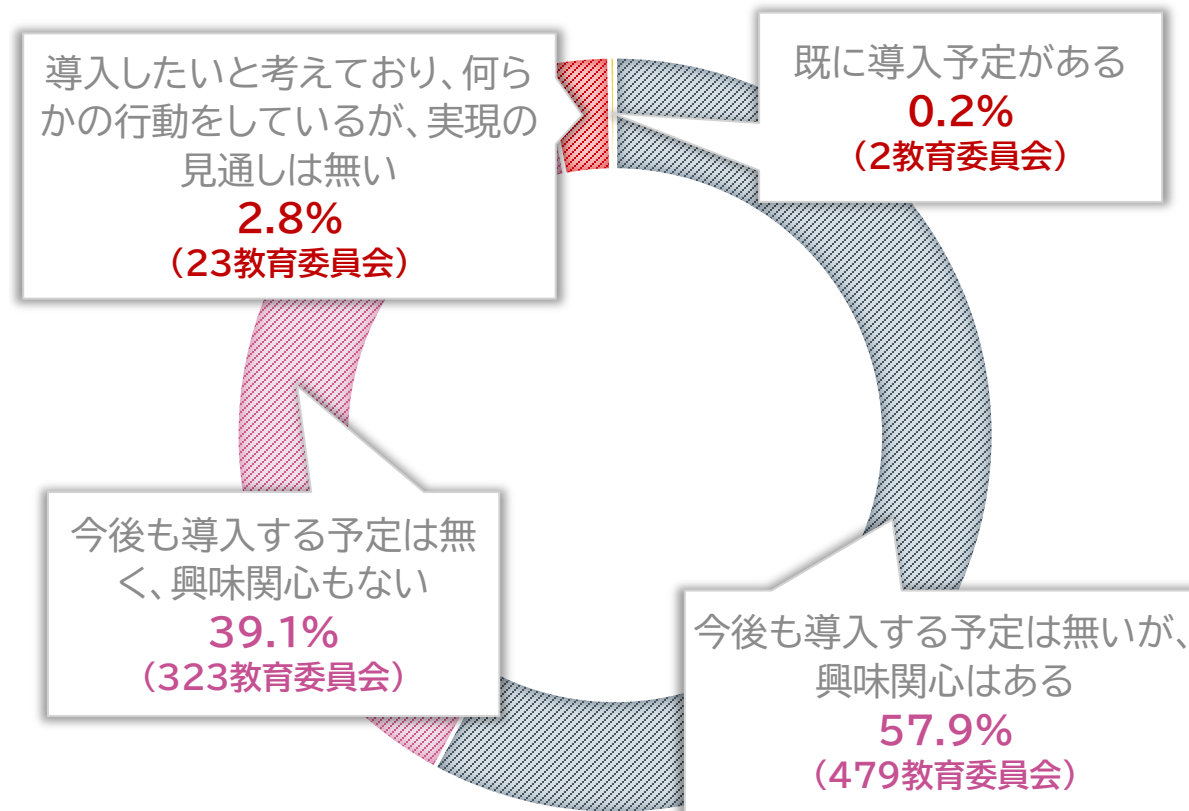 導入したいと考えており、何ら
かの行動をしているが、実現の
見通しは無い
2.8%
（23教育委員会）
既に導入予定がある
0.2%
（2教育委員会）
今後も導入する予定は無
く、興味関心もない
39.1%
（323教育委員会）
今後も導入する予定は無いが、
興味関心はある
57.9%
（479教育委員会）